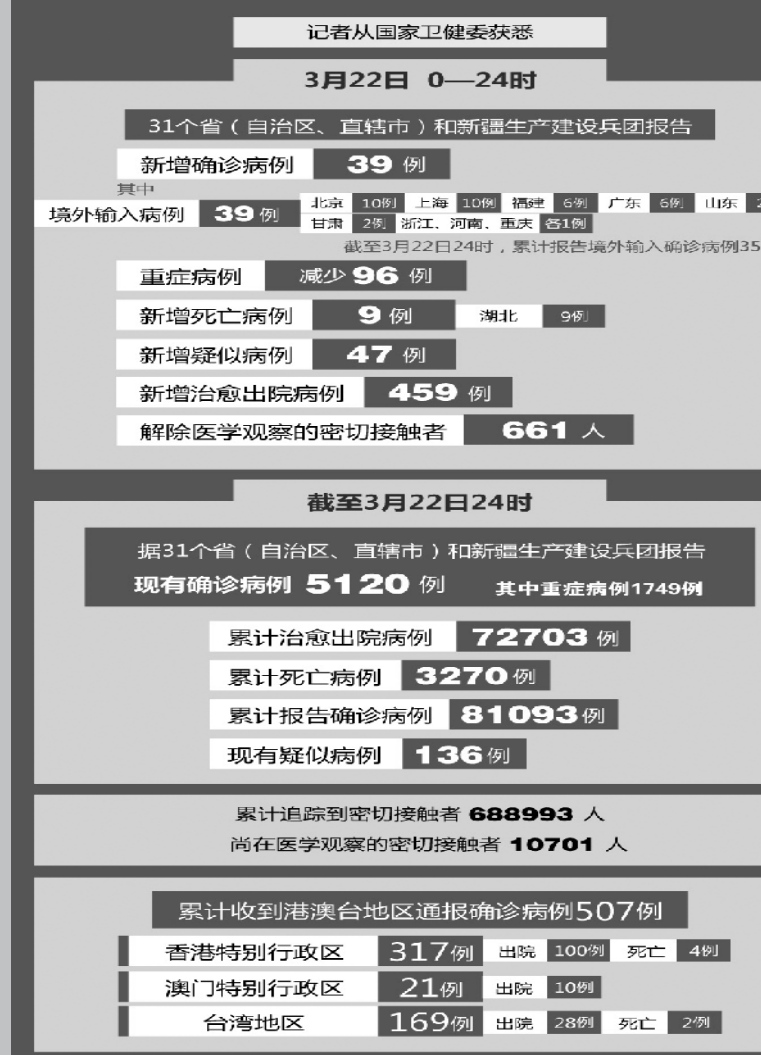 记者从国家卫健委获悉
3月22日 0—24时
31个省（自治区、直辖市）和新疆生产建设兵团报告
新增确诊病例 39 例
其中
境外输入病例 39 例 北京 10例 上海 10例 福建 6例 广东 6例 山东 2
甘肃 2例 浙江、河南、重庆 各1例
截至3月22日24时，累计报告境外输入确诊病例35
重症病例 减少 96 例
新增死亡病例 9 例 湖北 9例
新增疑似病例 47 例
新增治愈出院病例 459 例
解除医学观察的密切接触者 661 人
截至3月22日24时
据31个省（自治区、直辖市）和新疆生产建设兵团报告
现有确诊病例 5120 例 其中重症病例1749例
累计治愈出院病例 72703 例
累计死亡病例 3270 例
累计报告确诊病例 81093 例
现有疑似病例 136 例
累计追踪到密切接触者 688993 人
尚在医学观察的密切接触者 10701 人
累计收到港澳台地区通报确诊病例507例
香港特别行政区 317例 出院 100例 死亡 4例
澳门特别行政区 21例 出院 10例
台湾地区 169例 出院 28例 死亡 2例